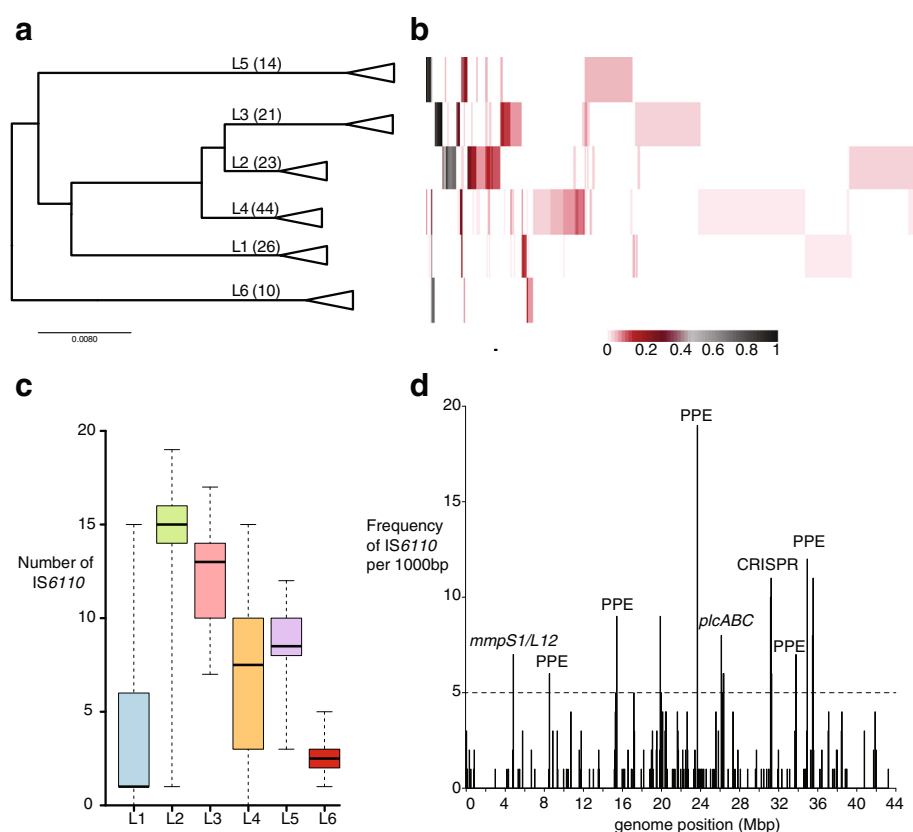 a
L5 (14)
L3 (21)
L2 (23)
L4 (44)
L1 (26)
L6 (10)
0.0080
b
0 0.2 0.4 0.6 0.8 1
c
20
15
10
5
0
Number of
IS6110
L1 L2 L3 L4 L5 L6
d
20
15
10
5
0
Frequency
of IS6110
per 1000bp
PPE
PPE
CRISPR
plcABC
PPE
mmpS1/L12
PPE
PPE
0 4 8 12 16 20 24 28 32 36 44
genome position (Mbp)